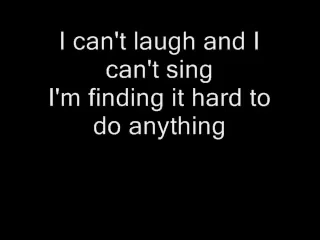 I can't laugh and I
can't sing
I'm finding it hard to
do anything